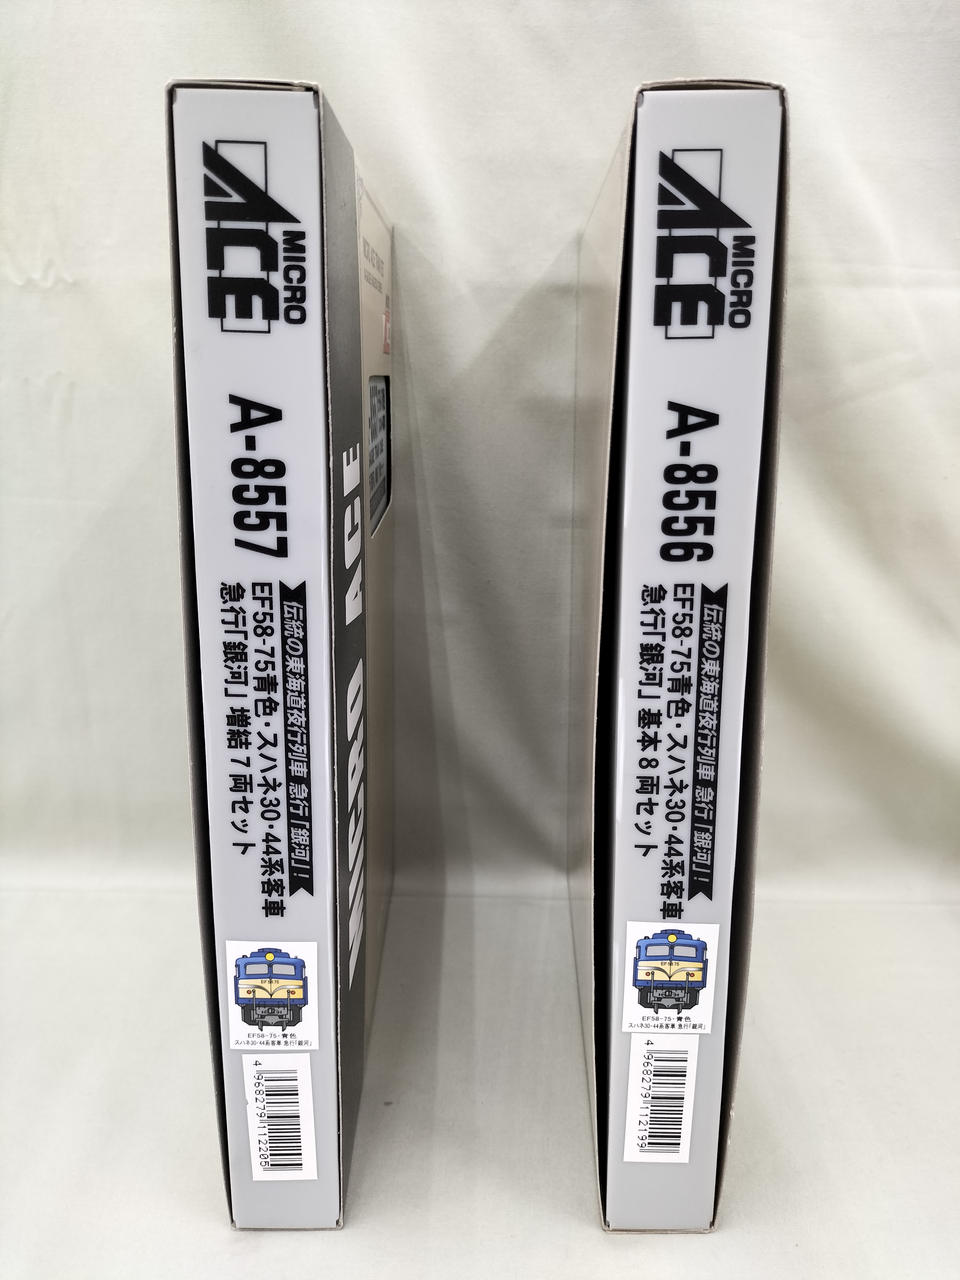 MICRO
ACE
A-8557
伝統の東海道夜行列車 急行「銀河」!
EF58-75青色・スハネ30・44系客車
急行「銀河」 増結7両セット
EF58 75
EF58-75・青色
スハネ30・44系客車 急行「銀河」
4 968279 112205
MICRO ACE
MICRO
ACE
A-8556
伝統の東海道夜行列車 急行「銀河」!
EF58-75青色・スハネ30・44系客車
急行「銀河」 基本8両セット
EF58 75
EF58-75・青色
スハネ30・44系客車 急行「銀河」
4 968279 112199